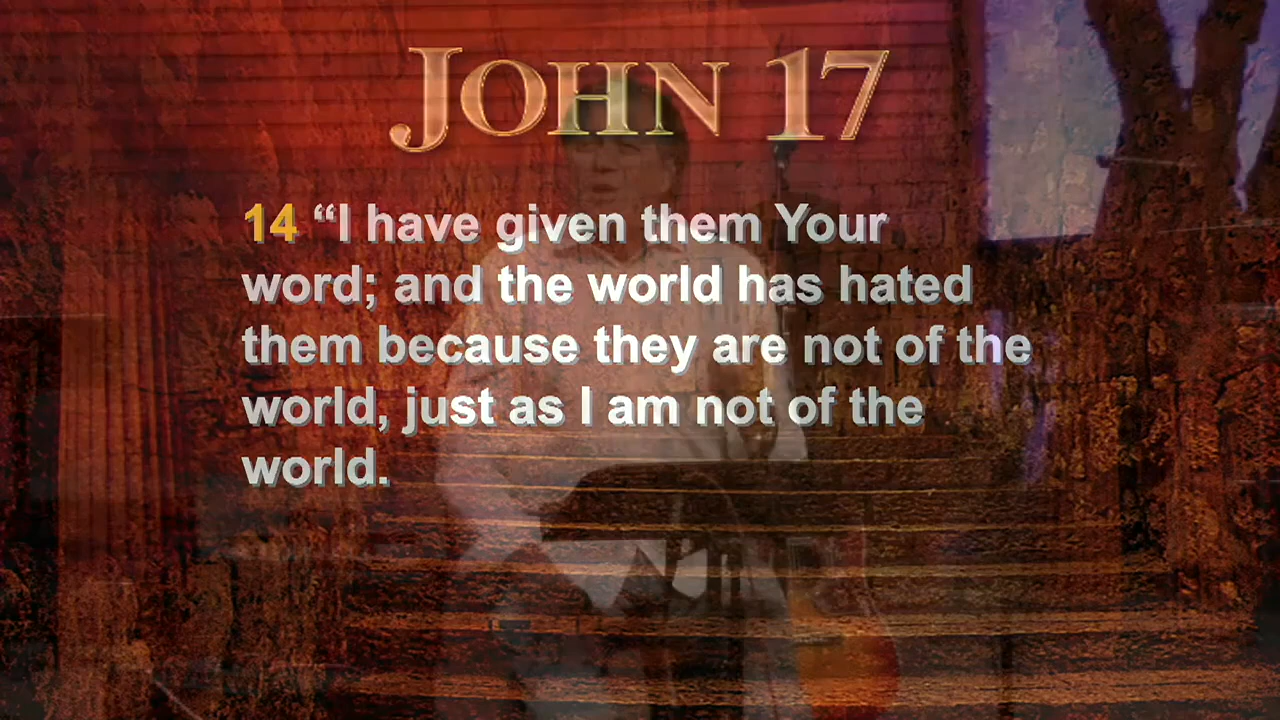 JOHN 17
14 “I have given them Your
word; and the world has hated
them because they are not of the
world, just as I am not of the
world.